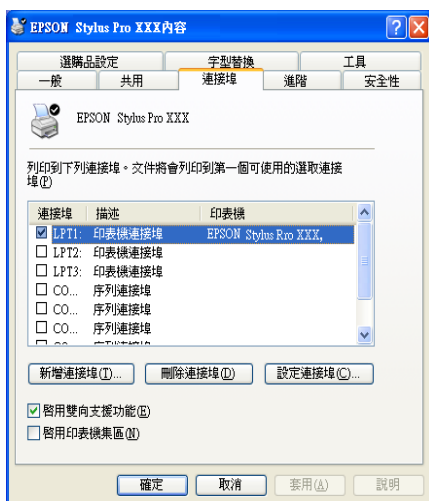 EPSON Stylus Pro XXX內容
選購品設定 字型替換 工具
一般 共用 連接埠 進階 安全性
EPSON Stylus Pro XXX
列印到下列連接埠。文件將會列印到第一個可使用的選取連接
埠(P)
連接埠 描述 印表機
LPT1: 印表機連接埠 EPSON Stylus Rro XXX,
LPT2: 印表機連接埠
LPT3: 印表機連接埠
CO... 序列連接埠
CO... 序列連接埠
CO... 序列連接埠
新增連接埠(T)... 刪除連接埠(D) 設定連接埠(C)...
啓用雙向支援功能(E)
啓用印表機集區(N)
確定 取消 套用(A) 說明